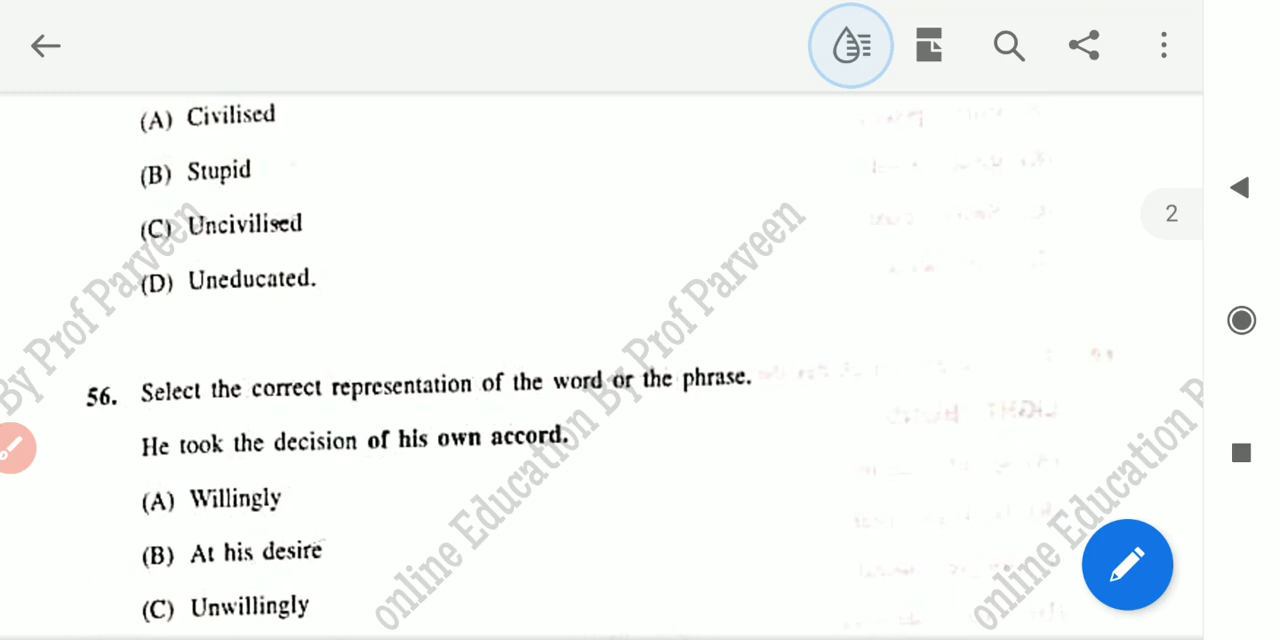 (A) Civilised
(B) Stupid
2
(C) Uncivilised
(D) Uneducated.
56. Select the correct representation of the word or the phrase.
He took the decision of his own accord.
(A) Willingly
(B) At his desire
(C) Unwillingly
By Prof Parveen
online Education By Prof Parveen
online Education By P